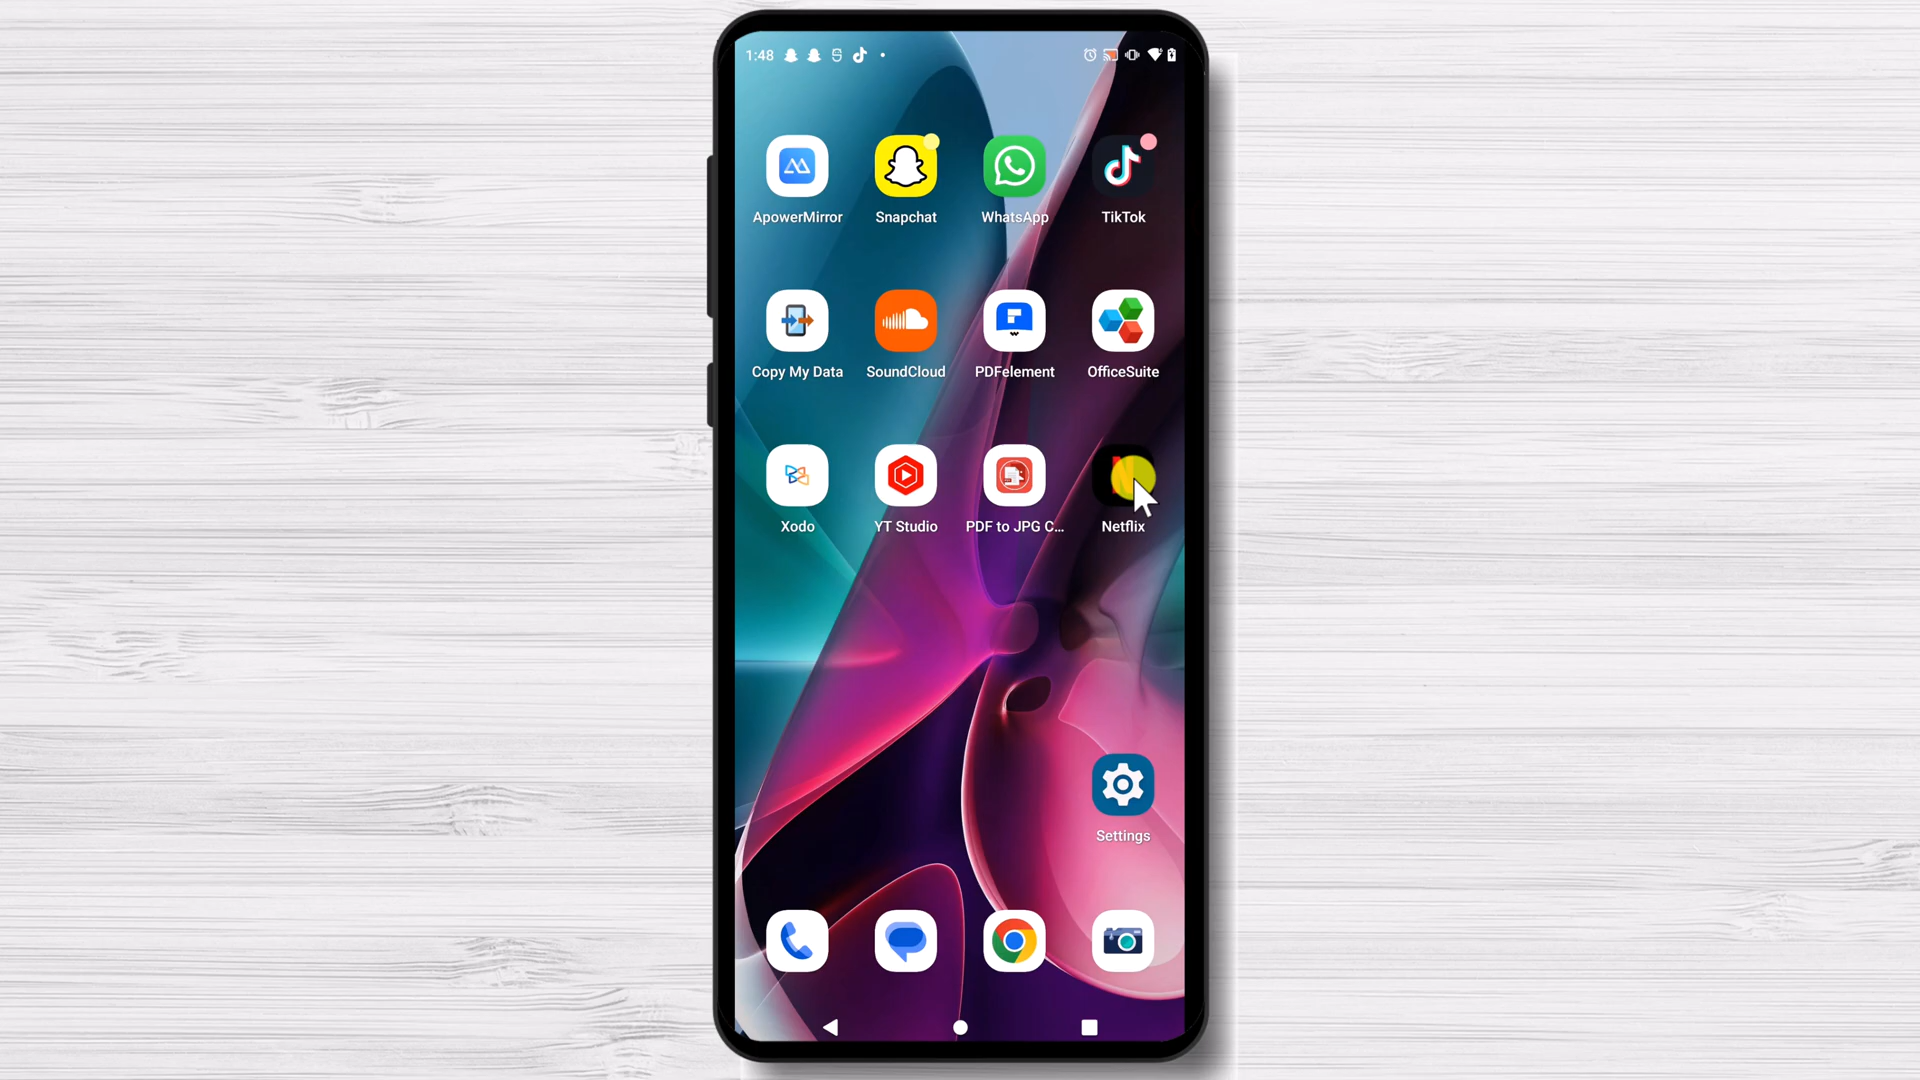 1:48
ApowerMirror Snapchat WhatsApp TikTok
Copy My Data SoundCloud PDFelement OfficeSuite
Xodo YT Studio PDF to JPG C... Netflix
Settings